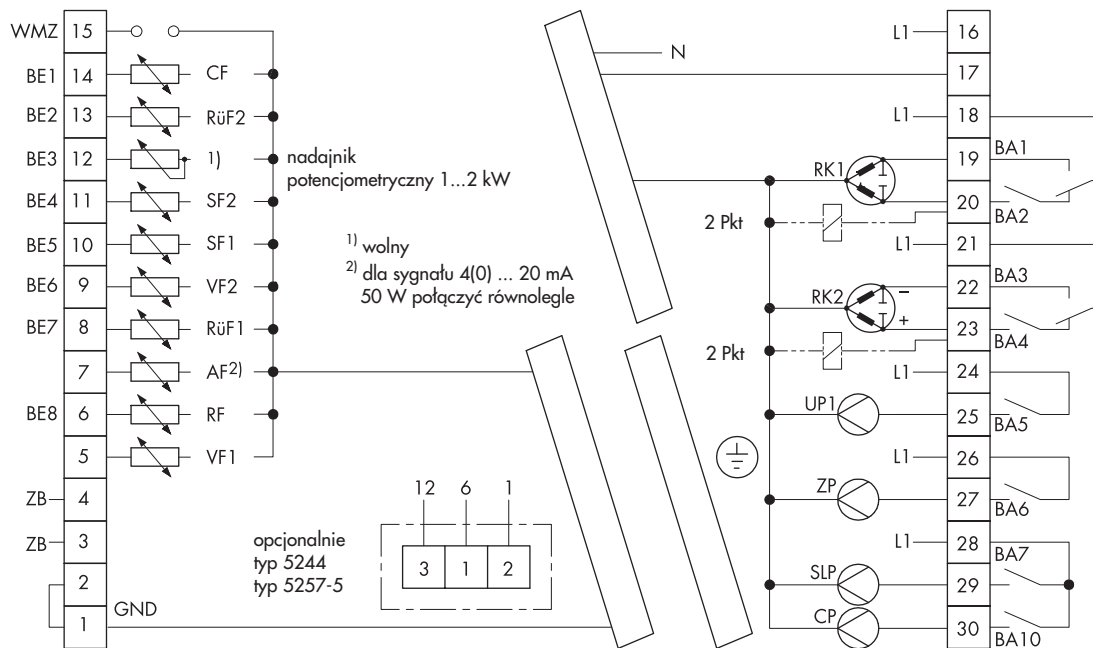 WMZ 15
BE1 14 CF
BE2 13 RüF2
BE3 12 1)
BE4 11 SF2
BE5 10 SF1
BE6 9 VF2
BE7 8 RüF1
7 AF2)
BE8 6 RF
5 VF1
ZB 4
ZB 3
2
1 GND
nadajnik
potencjometryczny 1...2 kW
1) wolny
2) dla sygnału 4(0) ... 20 mA
50 W połączyć równolegle
opcjonalnie
typ 5244
typ 5257-5
12 6 1
3 1 2
N
L1 16
17
L1 18
RK1 19 BA1
20
2 Pkt BA2
L1 21
RK2 − 22 BA3
+ 23
2 Pkt BA4
L1 24
UP1 25 BA5
L1 26
ZP 27 BA6
L1 28 BA7
SLP 29
CP 30 BA10